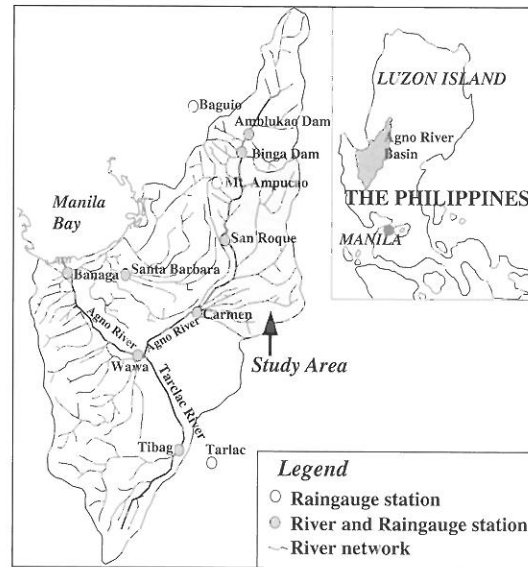 Baguio
Amblukao Dam
Binga Dam
Mt. Ampucao
Manila
Bay
San Roque
Banaga
Santa Barbara
Agno River
Agno River
Carmen
Wawa
Study Area
Tarclac River
Tibag
Tarlac
LUZON ISLAND
Agno River
Basin
THE PHILIPPINES
MANILA
Legend
Raingauge station
River and Raingauge station
River network